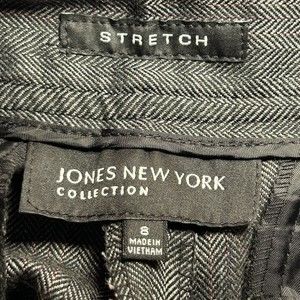 STRETCH
JONES NEW YORK
COLLECTION
8
MADE IN
VIETNAM